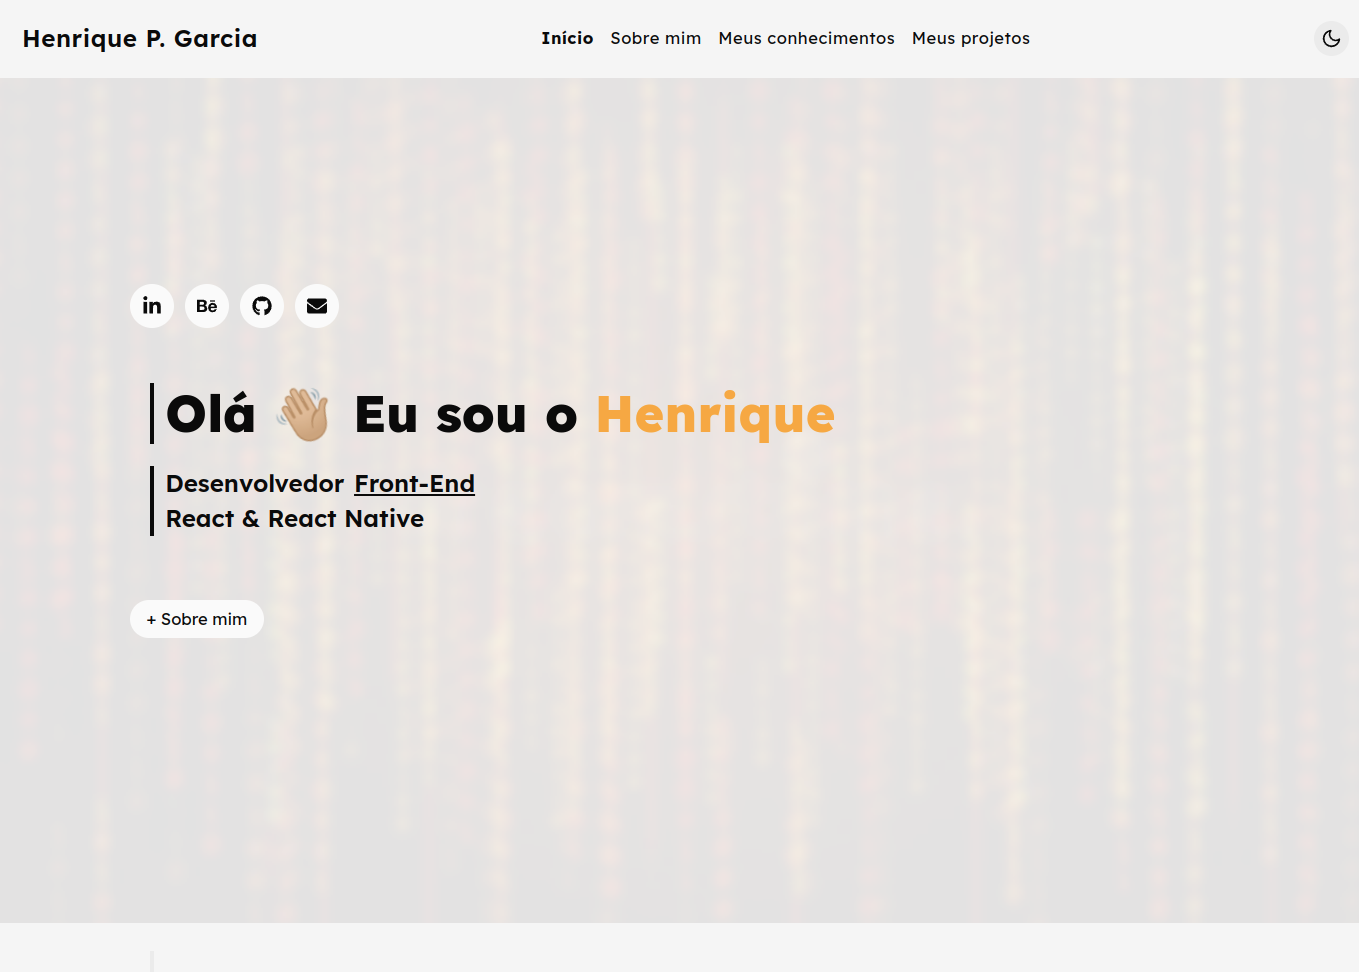 Henrique P. Garcia
Início Sobre mim Meus conhecimentos Meus projetos
in Bē
Olá 👋🏼 Eu sou o Henrique
Desenvolvedor Front-End
React & React Native
+ Sobre mim